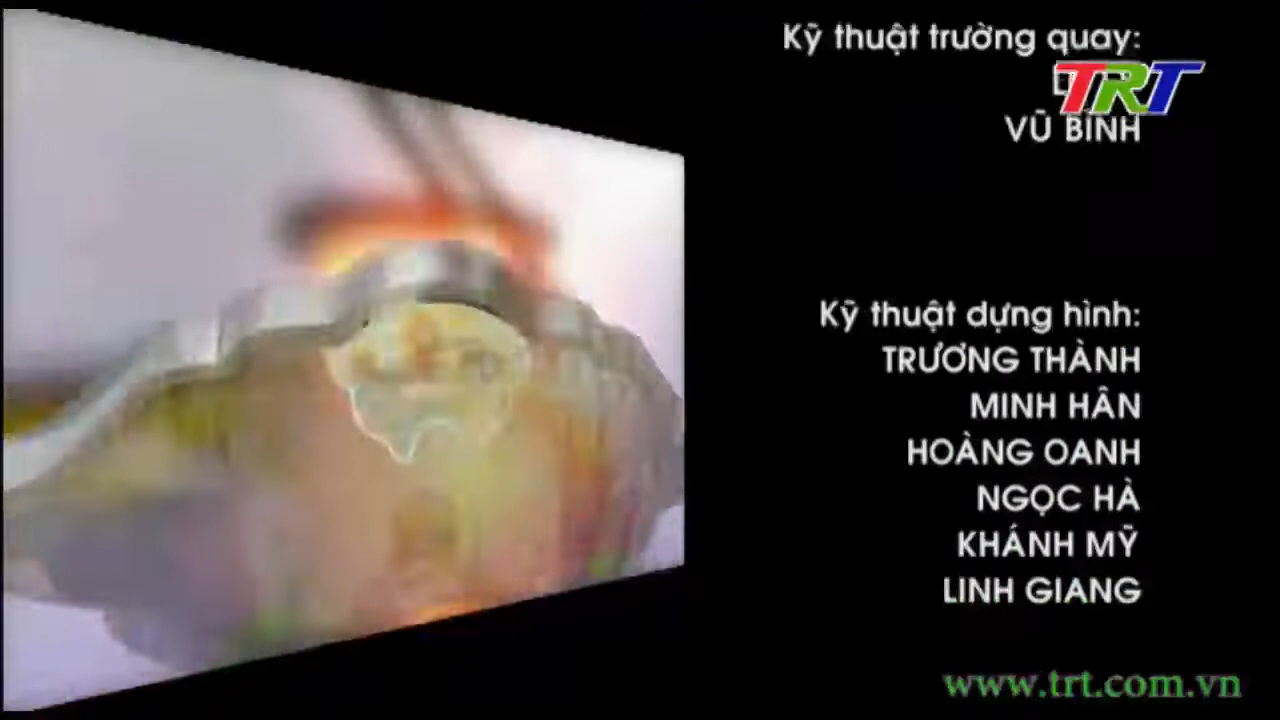 Kỹ thuật trường quay:
TRT
VŨ BÌNH
Kỹ thuật dựng hình:
TRƯƠNG THÀNH
MINH HÂN
HOÀNG OANH
NGỌC HÀ
KHÁNH MỸ
LINH GIANG
www.trt.com.vn